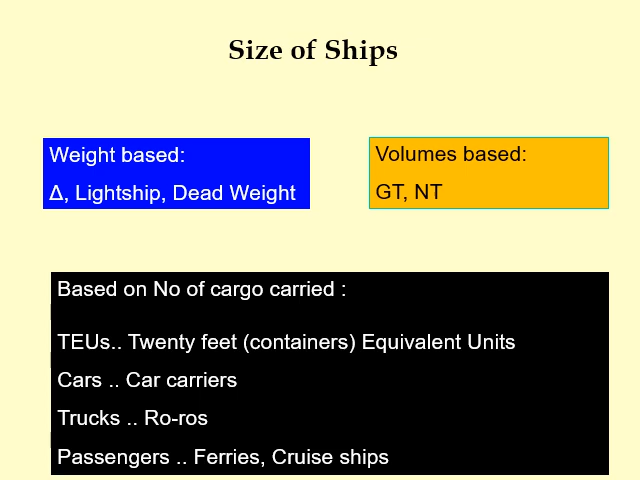 Size of Ships
Weight based:
Δ, Lightship, Dead Weight
Volumes based:
GT, NT
Based on No of cargo carried :
TEUs.. Twenty feet (containers) Equivalent Units
Cars .. Car carriers
Trucks .. Ro-ros
Passengers .. Ferries, Cruise ships